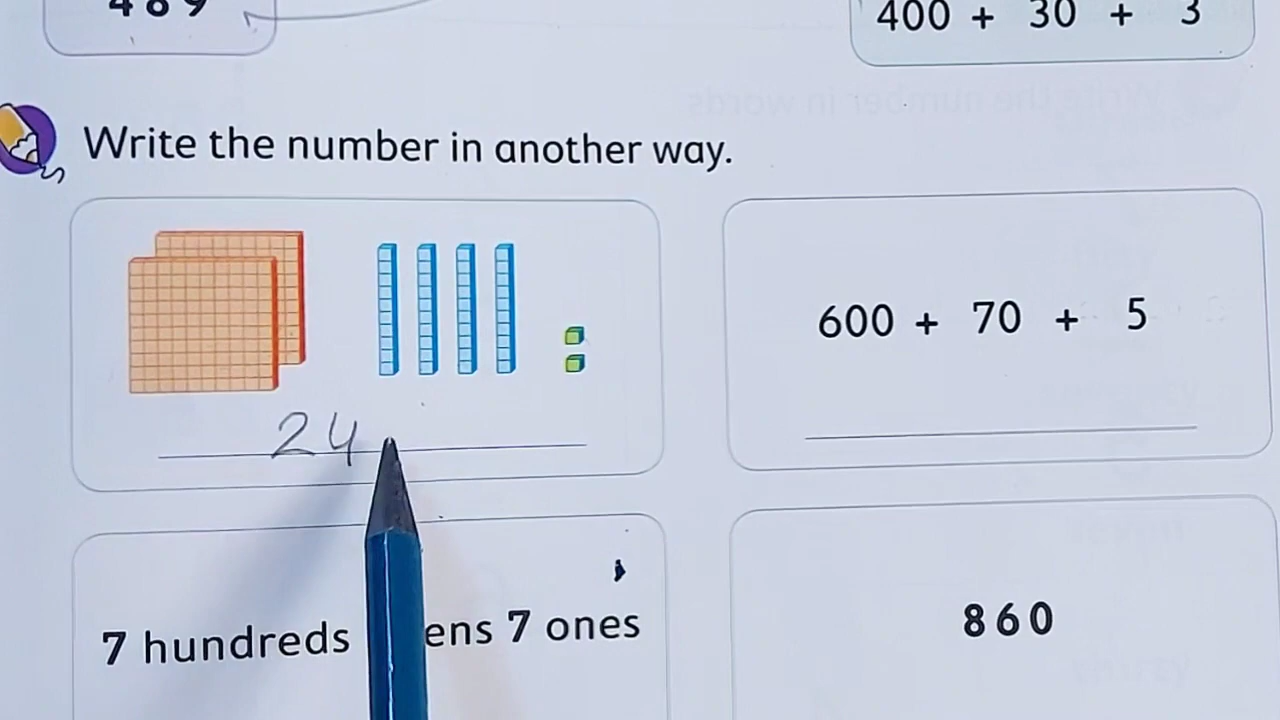 489
400 + 30 + 3
Write the number in another way.
24
600 + 70 + 5
7 hundreds ens 7 ones
860